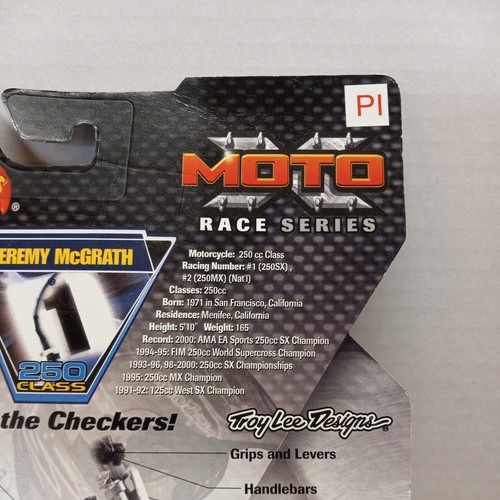 PI
MOTO
RACE SERIES
®
EREMY McGRATH
1
250
CLASS
Motorcycle: 250 cc Class
Racing Number: #1 (250SX)
#2 (250MX) (Nat'l)
Classes: 250cc
Born: 1971 in San Francisco, California
Residence: Menifee, California
Height: 5'10" Weight: 165
Record: 2000: AMA EA Sports 250cc SX Champion
1994-95: FIM 250cc World Supercross Champion
1993-96, 98-2000: 250cc SX Championships
1995: 250cc MX Champion
1991-92: 125cc West SX Champion
the Checkers!
Troy Lee Designs
Grips and Levers
Handlebars